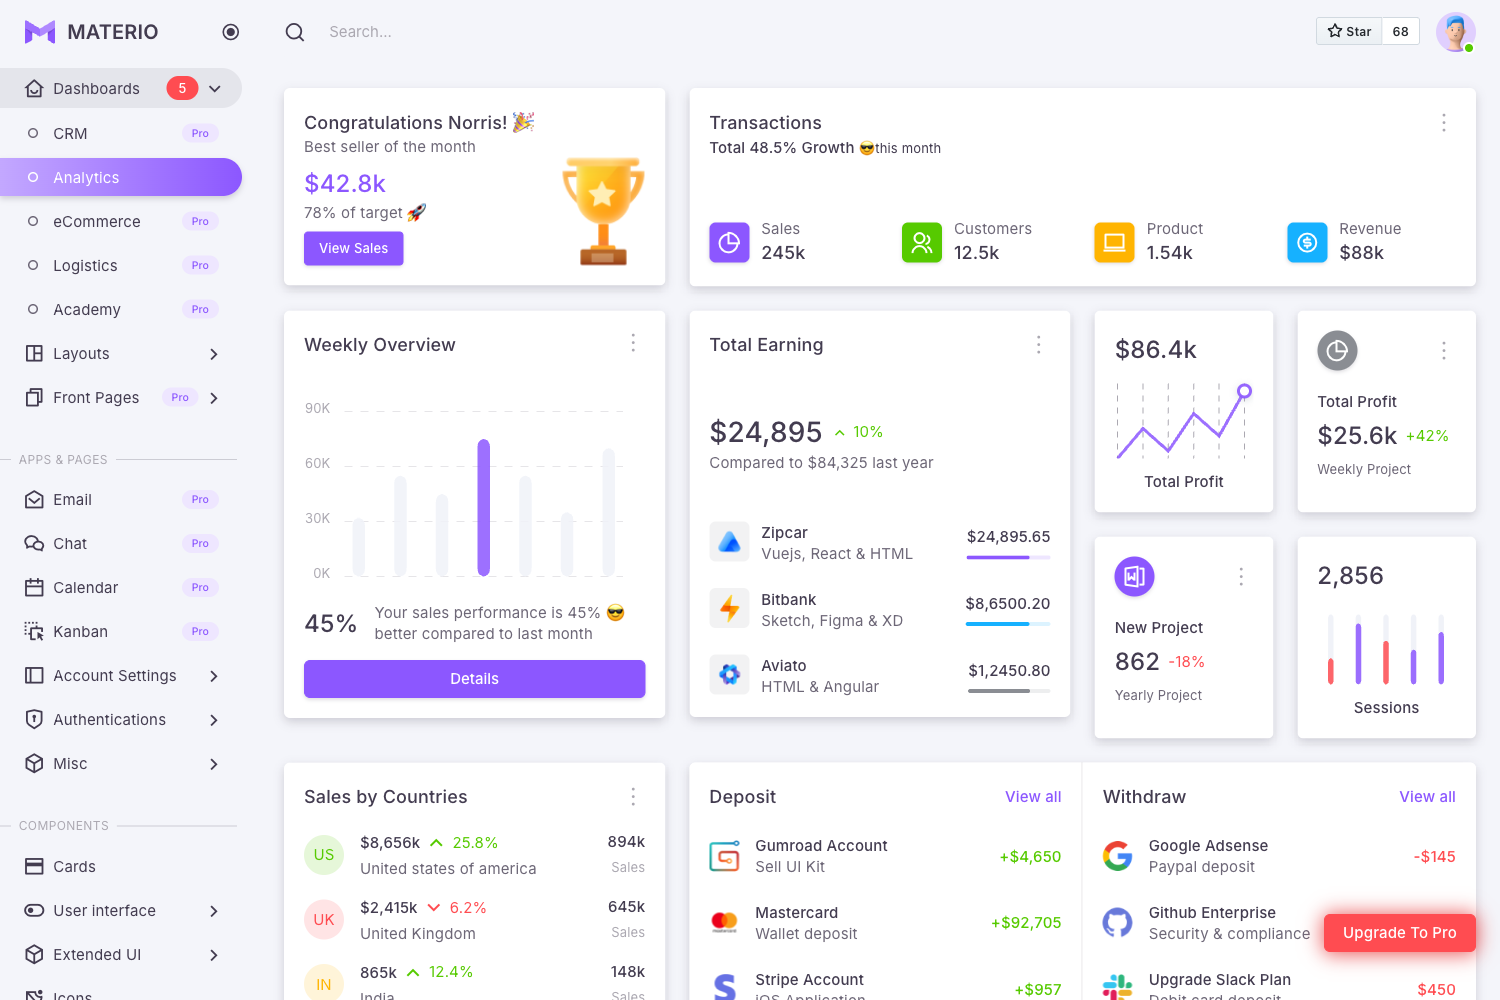 MATERIO
Search...
Star 68
Dashboards 5
CRM Pro
Analytics
eCommerce Pro
Logistics Pro
Academy Pro
Layouts
Front Pages Pro
APPS & PAGES
Email Pro
Chat Pro
Calendar Pro
Kanban Pro
Account Settings
Authentications
Misc
COMPONENTS
Cards
User interface
Extended UI
Icons
Congratulations Norris! 🎉
Best seller of the month
$42.8k
78% of target 🚀
View Sales
Transactions
Total 48.5% Growth 😎this month
Sales
245k
Customers
12.5k
Product
1.54k
Revenue
$88k
Weekly Overview
90K
60K
30K
0K
45%
Your sales performance is 45% 😎
better compared to last month
Details
Total Earning
$24,895 10%
Compared to $84,325 last year
Zipcar
Vuejs, React & HTML
$24,895.65
Bitbank
Sketch, Figma & XD
$8,6500.20
Aviato
HTML & Angular
$1,2450.80
$86.4k
Total Profit
Total Profit
$25.6k +42%
Weekly Project
New Project
862 -18%
Yearly Project
2,856
Sessions
Sales by Countries
US
$8,656k 25.8%
United states of america
894k
Sales
UK
$2,415k 6.2%
United Kingdom
645k
Sales
IN
865k 12.4%
India
148k
Sales
Deposit View all
Gumroad Account
Sell UI Kit
+$4,650
Mastercard
Wallet deposit
+$92,705
Stripe Account
iOS Application
+$957
Withdraw View all
Google Adsense
Paypal deposit
-$145
Github Enterprise
Security & compliance
Upgrade To Pro
Upgrade Slack Plan
Debit card deposit
$450